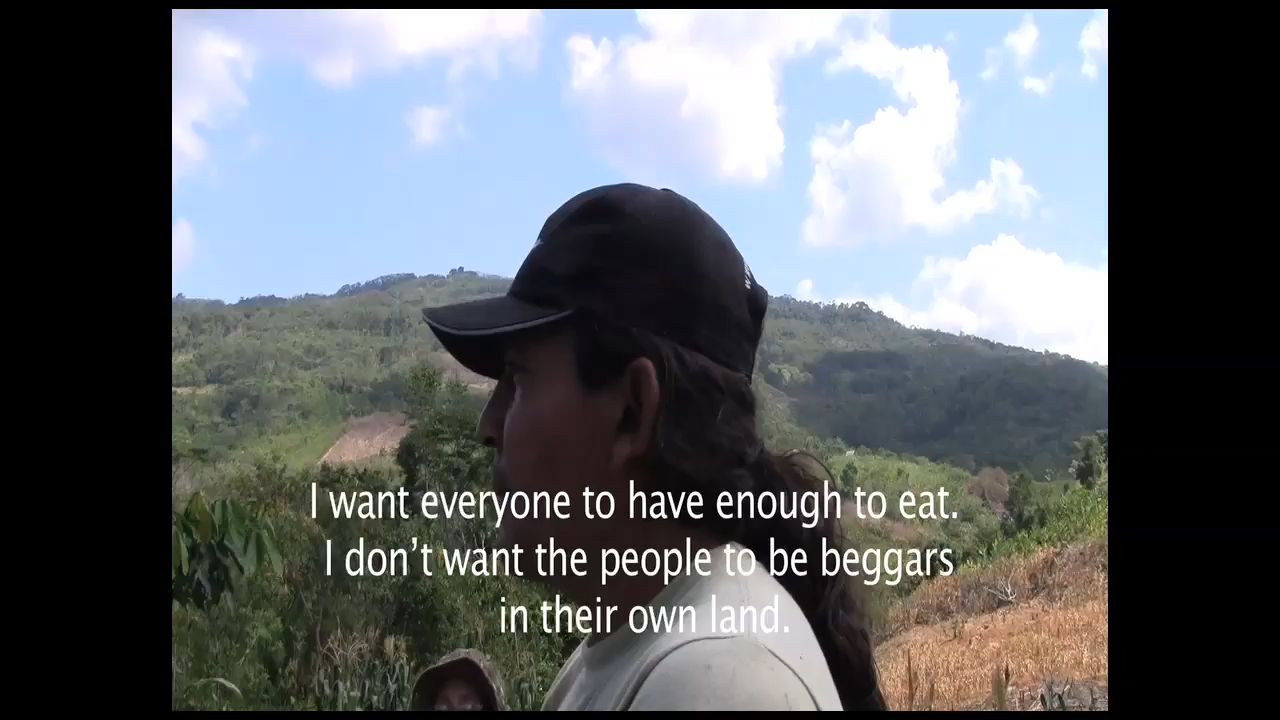 I want everyone to have enough to eat.
I don't want the people to be beggars
in their own land.